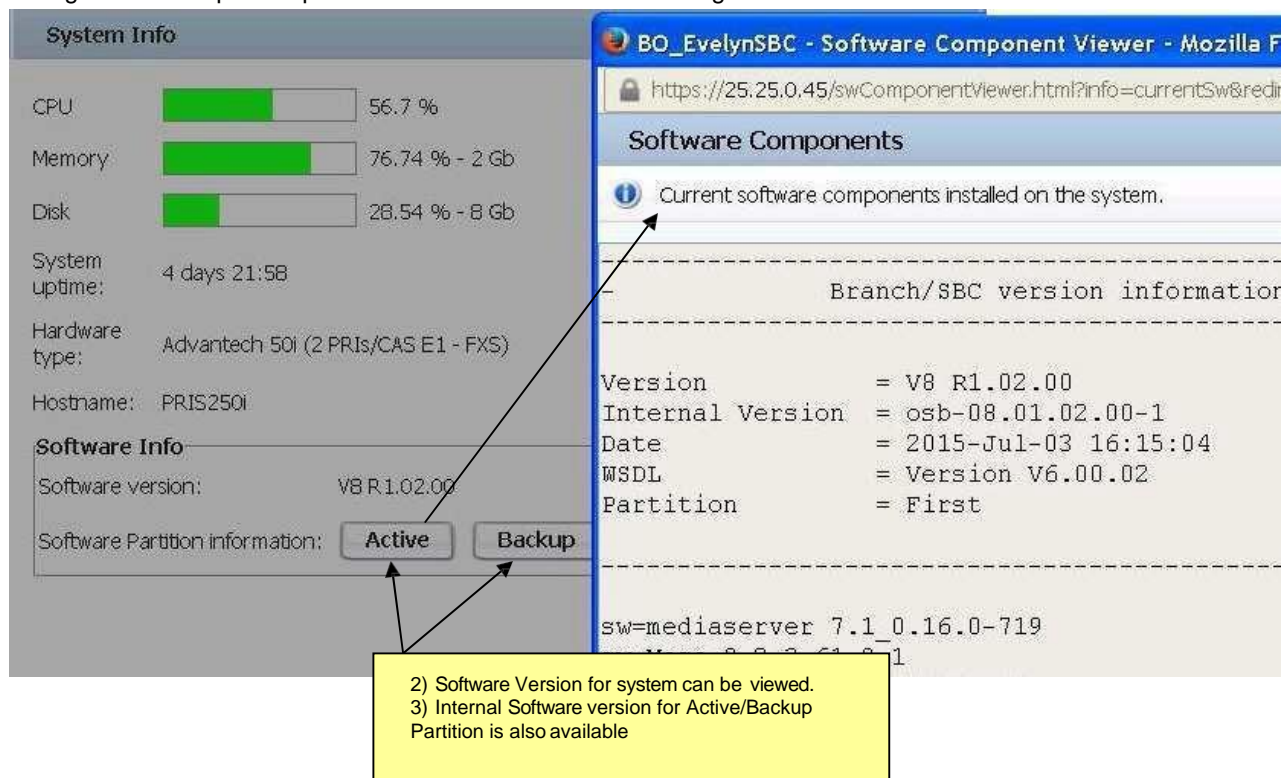 System Info
CPU 56.7 %
Memory 76.74 % - 2 Gb
Disk 28.54 % - 8 Gb
System uptime: 4 days 21:58
Hardware type: Advantech 50i (2 PRIs/CAS E1 - FXS)
Hostname: PRIS250i
Software Info
Software version: V8 R1.02.00
Software Partition information: Active Backup
BO_EvelynSBC - Software Component Viewer - Mozilla F
https://25.25.0.45/swComponentViewer.html?info=currentSw&redir
Software Components
Current software components installed on the system.
- Branch/SBC version information
Version = V8 R1.02.00
Internal Version = osb-08.01.02.00-1
Date = 2015-Jul-03 16:15:04
WSDL = Version V6.00.02
Partition = First
sw=mediaserver 7.1_0.16.0-719
2) Software Version for system can be viewed.
3) Internal Software version for Active/Backup
Partition is also available